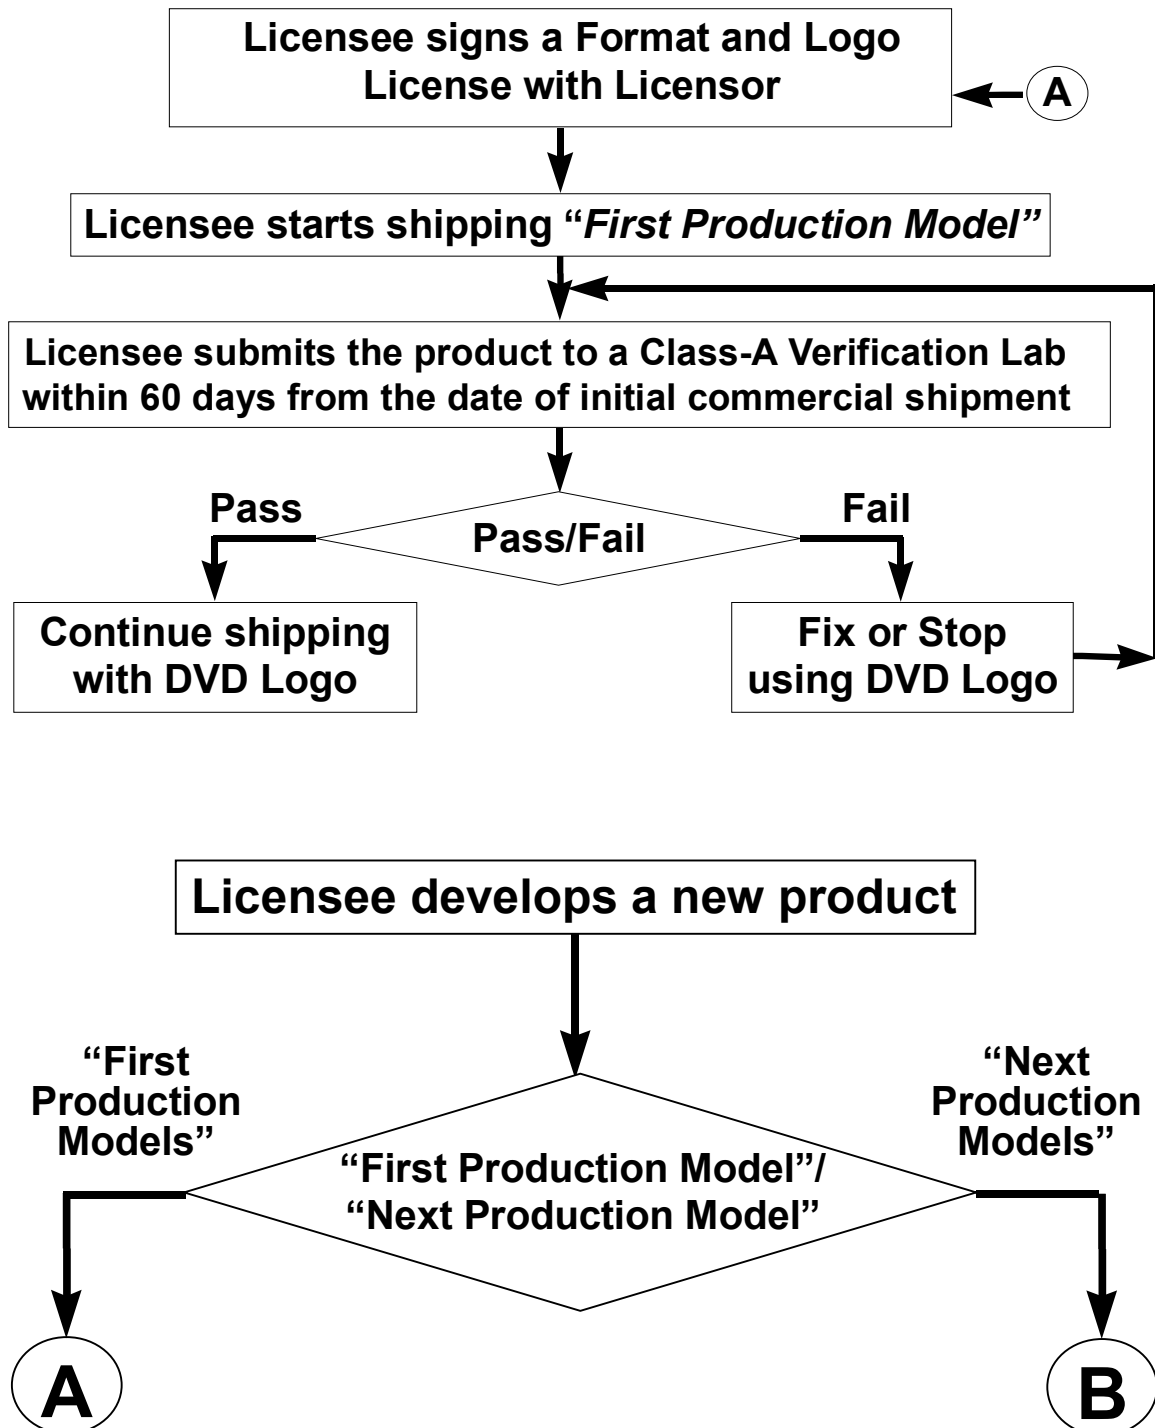 Licensee signs a Format and Logo
License with Licensor
A
Licensee starts shipping “First Production Model”
Licensee submits the product to a Class-A Verification Lab
within 60 days from the date of initial commercial shipment
Pass
Fail
Pass/Fail
Continue shipping
with DVD Logo
Fix or Stop
using DVD Logo
Licensee develops a new product
“First
Production
Models”
“Next
Production
Models”
“First Production Model”/
“Next Production Model”
A
B